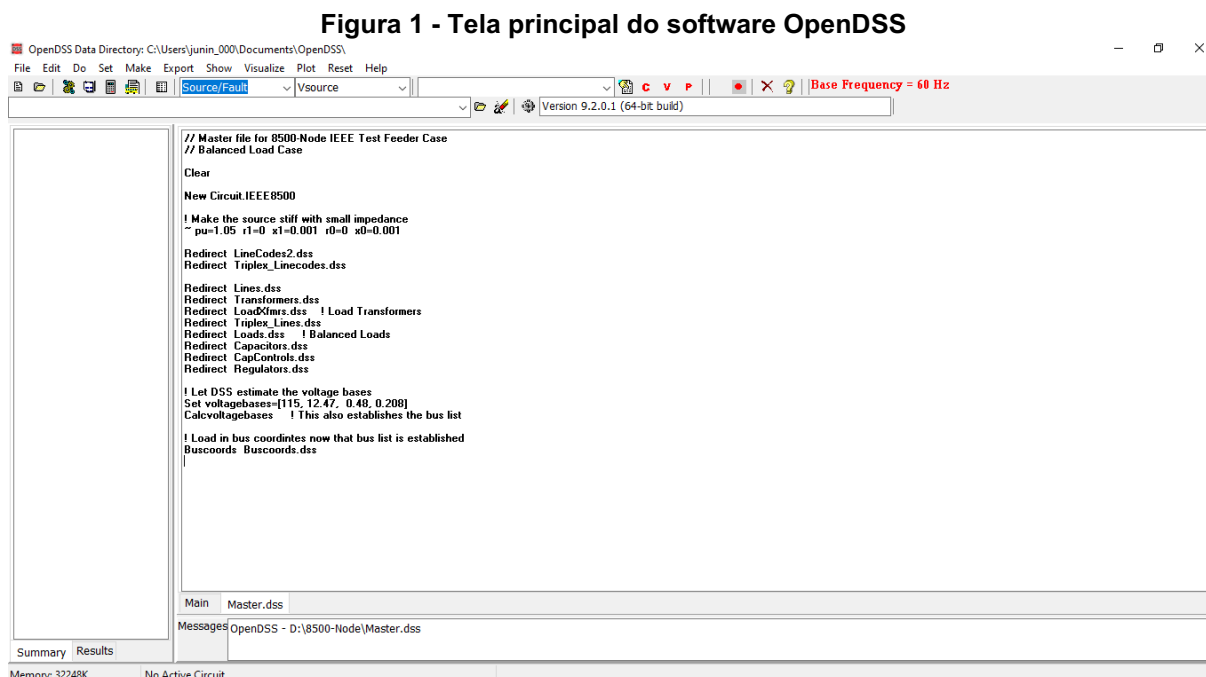 Figura 1 - Tela principal do software OpenDSS
OpenDSS Data Directory: C:\Users\junin_000\Documents\OpenDSS\
File Edit Do Set Make Export Show Visualize Plot Reset Help
Source/Fault Vsource C V P Base Frequency = 60 Hz
Version 9.2.0.1 (64-bit build)
// Master file for 8500-Node IEEE Test Feeder Case
// Balanced Load Case
Clear
New Circuit.IEEE8500
! Make the source stiff with small impedance
~ pu=1.05 r1=0 x1=0.001 r0=0 x0=0.001
Redirect LineCodes2.dss
Redirect Triplex_Linecodes.dss
Redirect Lines.dss
Redirect Transformers.dss
Redirect LoadXfmrs.dss ! Load Transformers
Redirect Triplex_Lines.dss
Redirect Loads.dss ! Balanced Loads
Redirect Capacitors.dss
Redirect CapControls.dss
Redirect Regulators.dss
! Let DSS estimate the voltage bases
Set voltagebases=[115, 12.47, 0.48, 0.208]
Calcvoltagebases ! This also establishes the bus list
! Load in bus coordintes now that bus list is established
Buscoords Buscoords.dss
Main Master.dss
Messages OpenDSS - D:\8500-Node\Master.dss
Summary Results
Memory: 32248K No Active Circuit